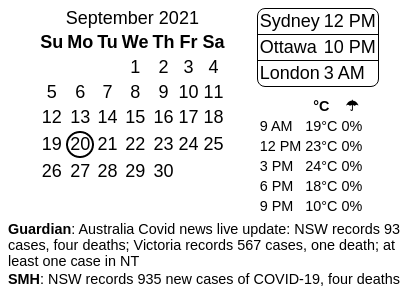 September 2021
Su Mo Tu We Th Fr Sa
1 2 3 4
5 6 7 8 9 10 11
12 13 14 15 16 17 18
19 20 21 22 23 24 25
26 27 28 29 30
Sydney 12 PM
Ottawa 10 PM
London 3 AM
°C ☂
9 AM 19°C 0%
12 PM 23°C 0%
3 PM 24°C 0%
6 PM 18°C 0%
9 PM 10°C 0%
Guardian: Australia Covid news live update: NSW records 93
cases, four deaths; Victoria records 567 cases, one death; at
least one case in NT
SMH: NSW records 935 new cases of COVID-19, four deaths